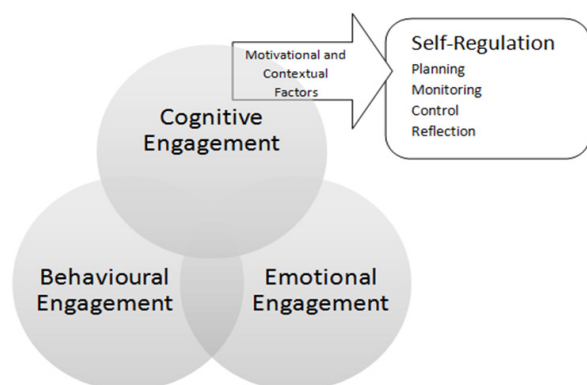 Motivational and
Contextual
Factors
Self-Regulation
Planning
Monitoring
Control
Reflection
Cognitive
Engagement
Behavioural
Engagement
Emotional
Engagement